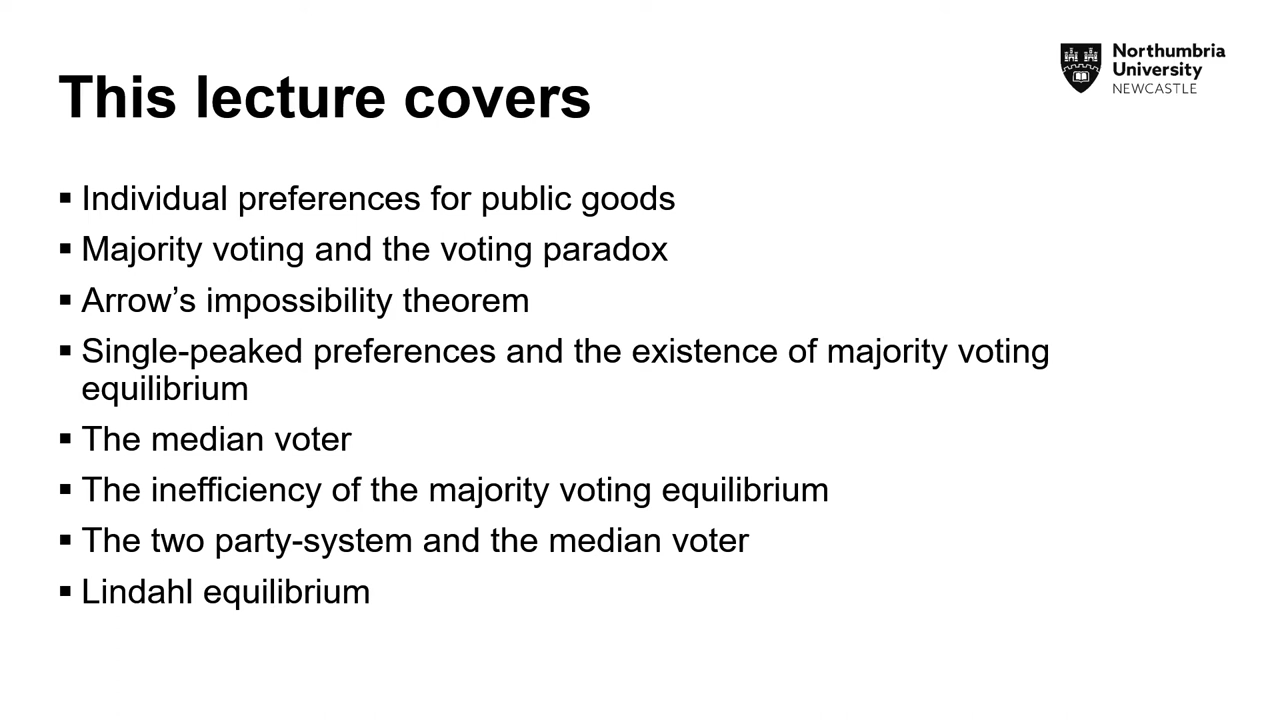 Northumbria
University
NEWCASTLE
This lecture covers
▪ Individual preferences for public goods
▪ Majority voting and the voting paradox
▪ Arrow’s impossibility theorem
▪ Single-peaked preferences and the existence of majority voting
equilibrium
▪ The median voter
▪ The inefficiency of the majority voting equilibrium
▪ The two party-system and the median voter
▪ Lindahl equilibrium